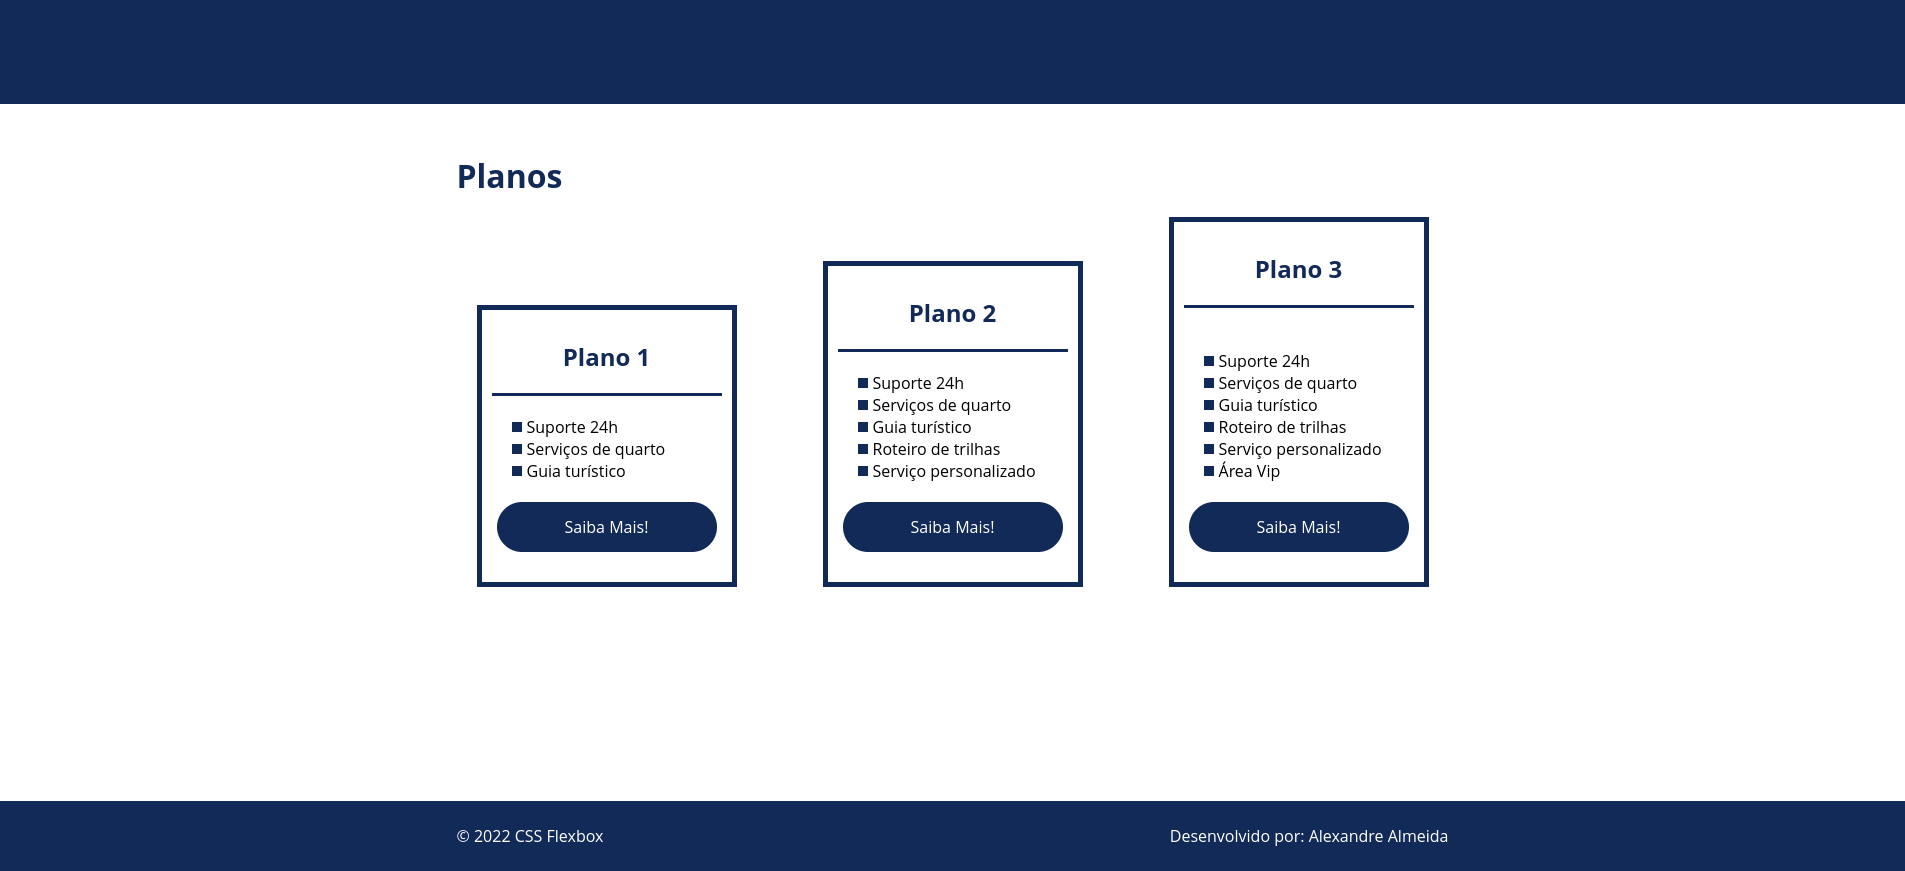 Planos
Plano 1
Suporte 24h
Serviços de quarto
Guia turístico
Saiba Mais!
Plano 2
Suporte 24h
Serviços de quarto
Guia turístico
Roteiro de trilhas
Serviço personalizado
Saiba Mais!
Plano 3
Suporte 24h
Serviços de quarto
Guia turístico
Roteiro de trilhas
Serviço personalizado
Área Vip
Saiba Mais!
© 2022 CSS Flexbox
Desenvolvido por: Alexandre Almeida